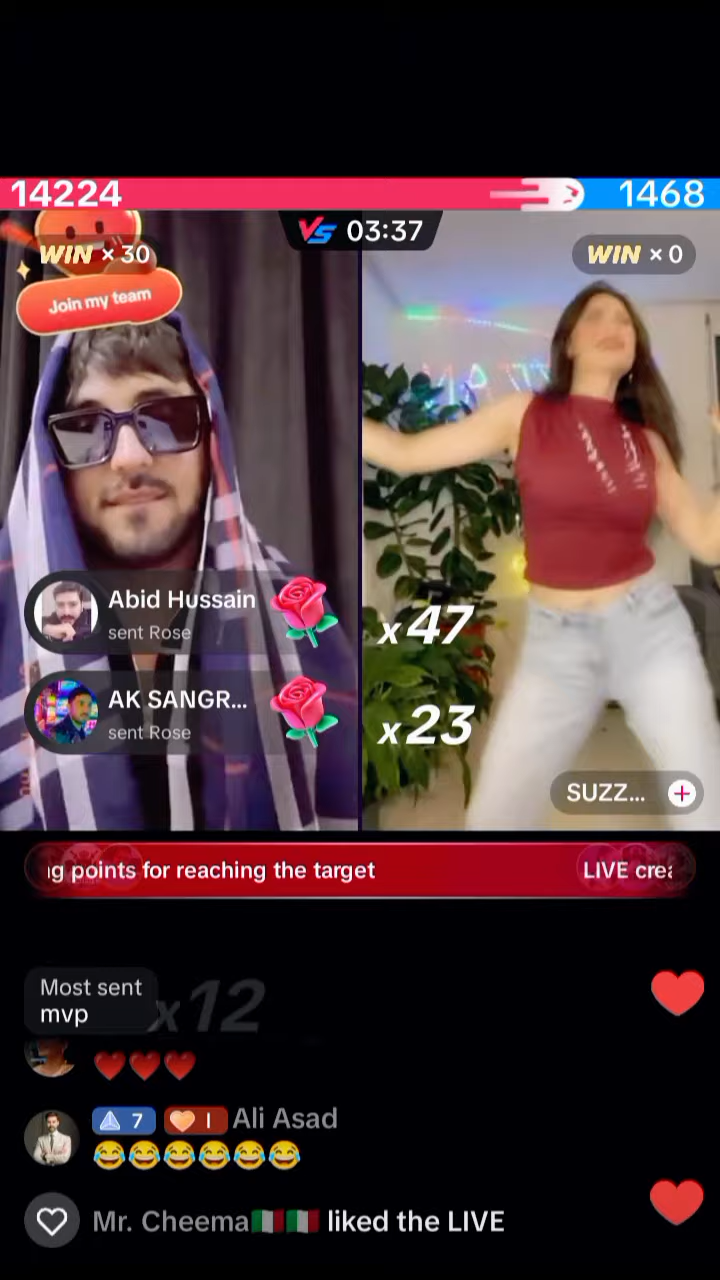 14224
1468
VS 03:37
WIN × 30
WIN × 0
Join my team
Abid Hussain
sent Rose
x47
AK SANGR...
sent Rose
x23
SUZZ...
points for reaching the target
LIVE
Most sent
mvp
x12
❤️❤️❤️
7 I Ali Asad
😂😂😂😂😂😂
Mr. Cheema🇮🇹🇮🇹 liked the LIVE